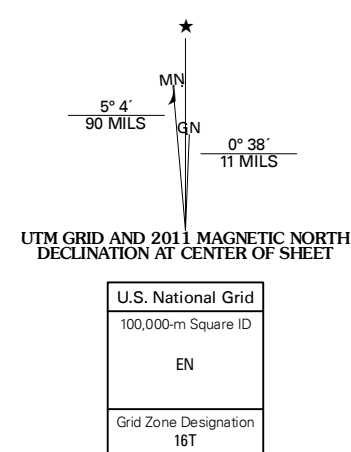 ★
MN
5° 4´
90 MILS
GN
0° 38´
11 MILS
UTM GRID AND 2011 MAGNETIC NORTH
DECLINATION AT CENTER OF SHEET
U.S. National Grid
100,000-m Square ID
EN
Grid Zone Designation
16T